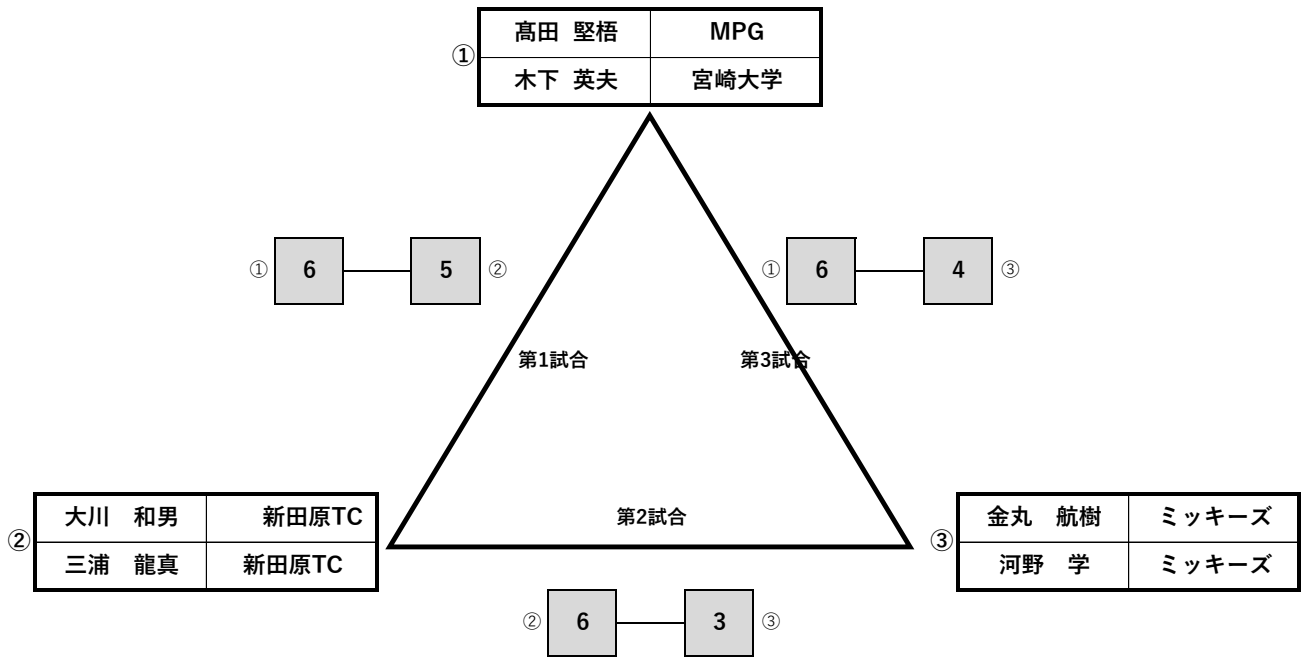 ① 髙田 堅悟 MPG
木下 英夫 宮崎大学
① 6 5 ②
① 6 4 ③
第1試合 第3試合
② 大川　和男 新田原TC
三浦　龍真 新田原TC
第2試合
③ 金丸　航樹 ミッキーズ
河野　学 ミッキーズ
② 6 3 ③